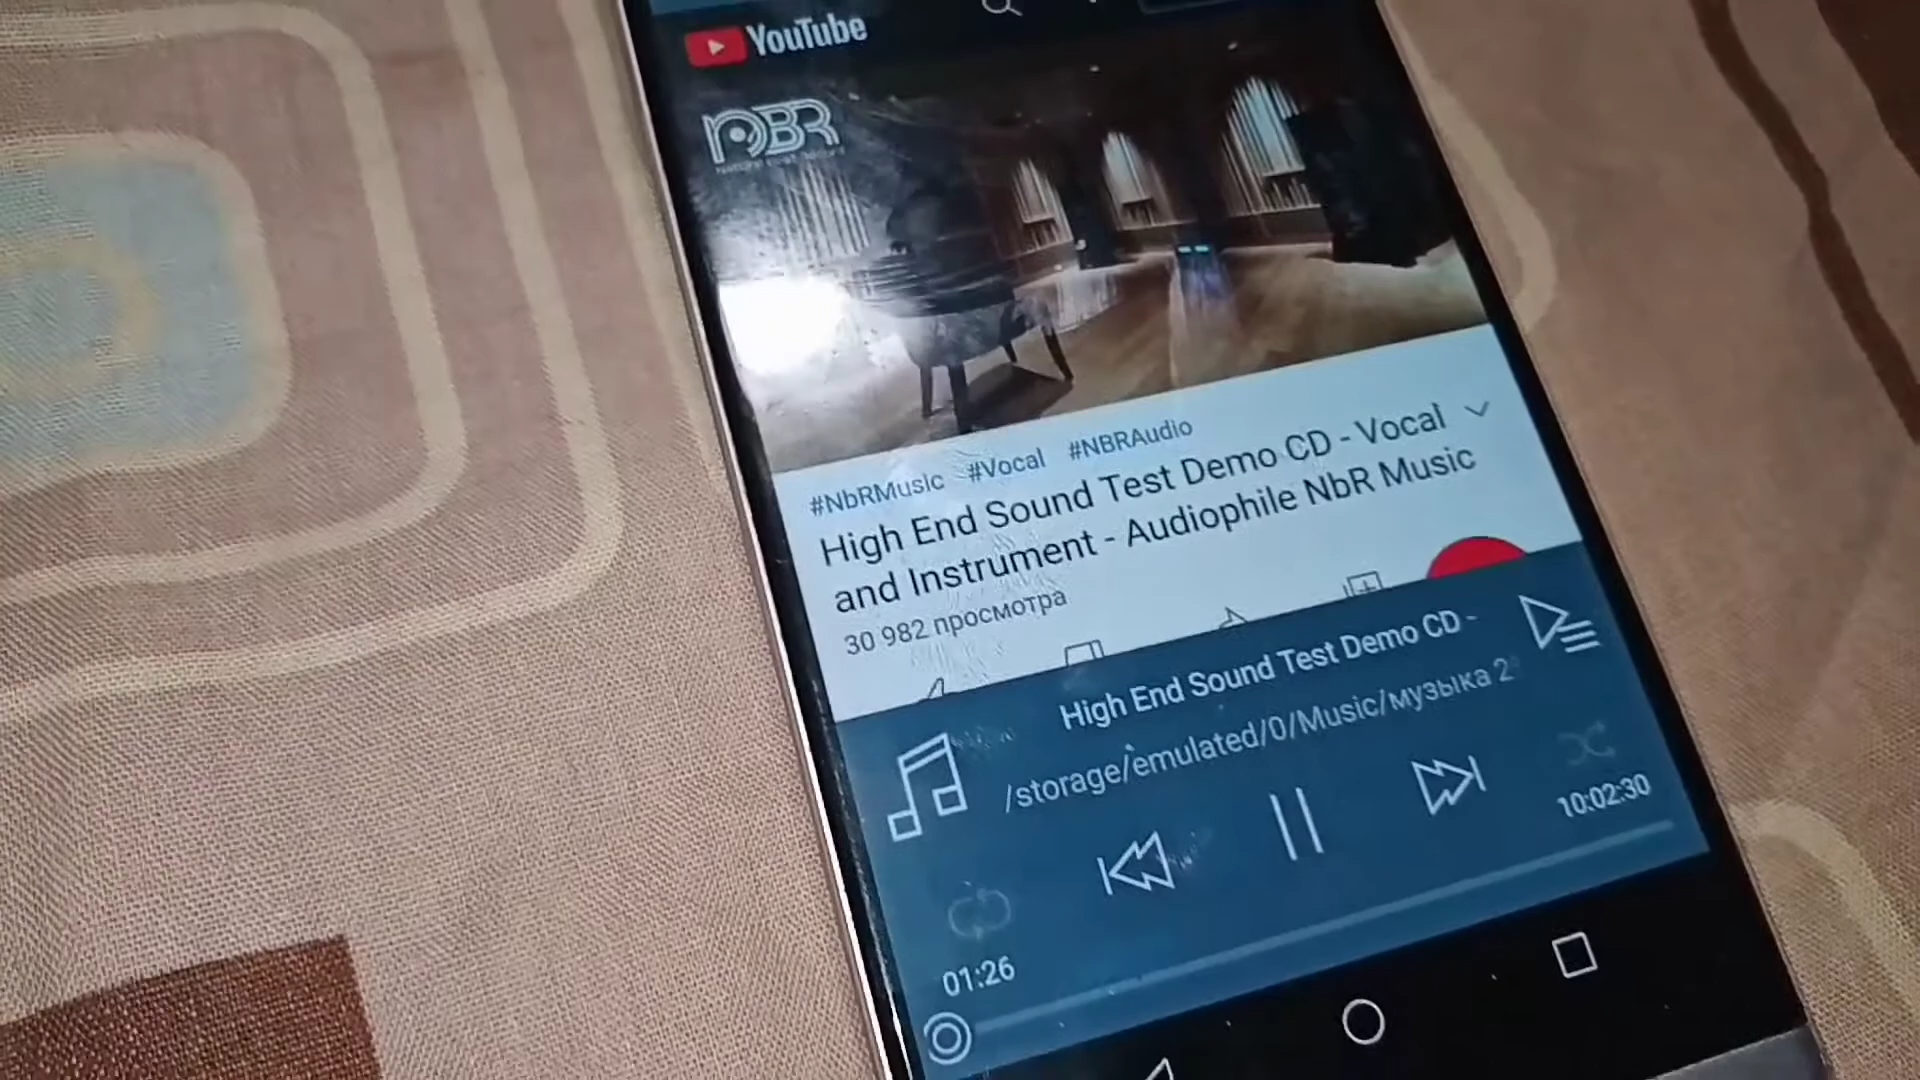 YouTube
NBR
#NbRMusic #Vocal #NBRAudio
High End Sound Test Demo CD - Vocal
and Instrument - Audiophile NbR Music
30 982 просмотра
High End Sound Test Demo CD -
/storage/emulated/0/Music/музыка 2
10:02:30
01:26